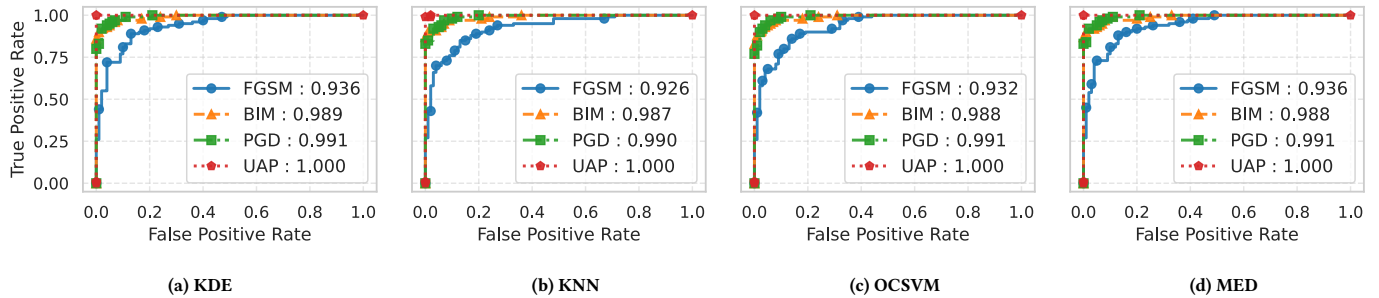 True Positive Rate
1.00
0.75
0.50
0.25
0.00
FGSM : 0.936
BIM : 0.989
PGD : 0.991
UAP : 1.000
0.0 0.2 0.4 0.6 0.8 1.0
False Positive Rate
(a) KDE
FGSM : 0.926
BIM : 0.987
PGD : 0.990
UAP : 1.000
0.0 0.2 0.4 0.6 0.8 1.0
False Positive Rate
(b) KNN
FGSM : 0.932
BIM : 0.988
PGD : 0.991
UAP : 1.000
0.0 0.2 0.4 0.6 0.8 1.0
False Positive Rate
(c) OCSVM
FGSM : 0.936
BIM : 0.988
PGD : 0.991
UAP : 1.000
0.0 0.2 0.4 0.6 0.8 1.0
False Positive Rate
(d) MED